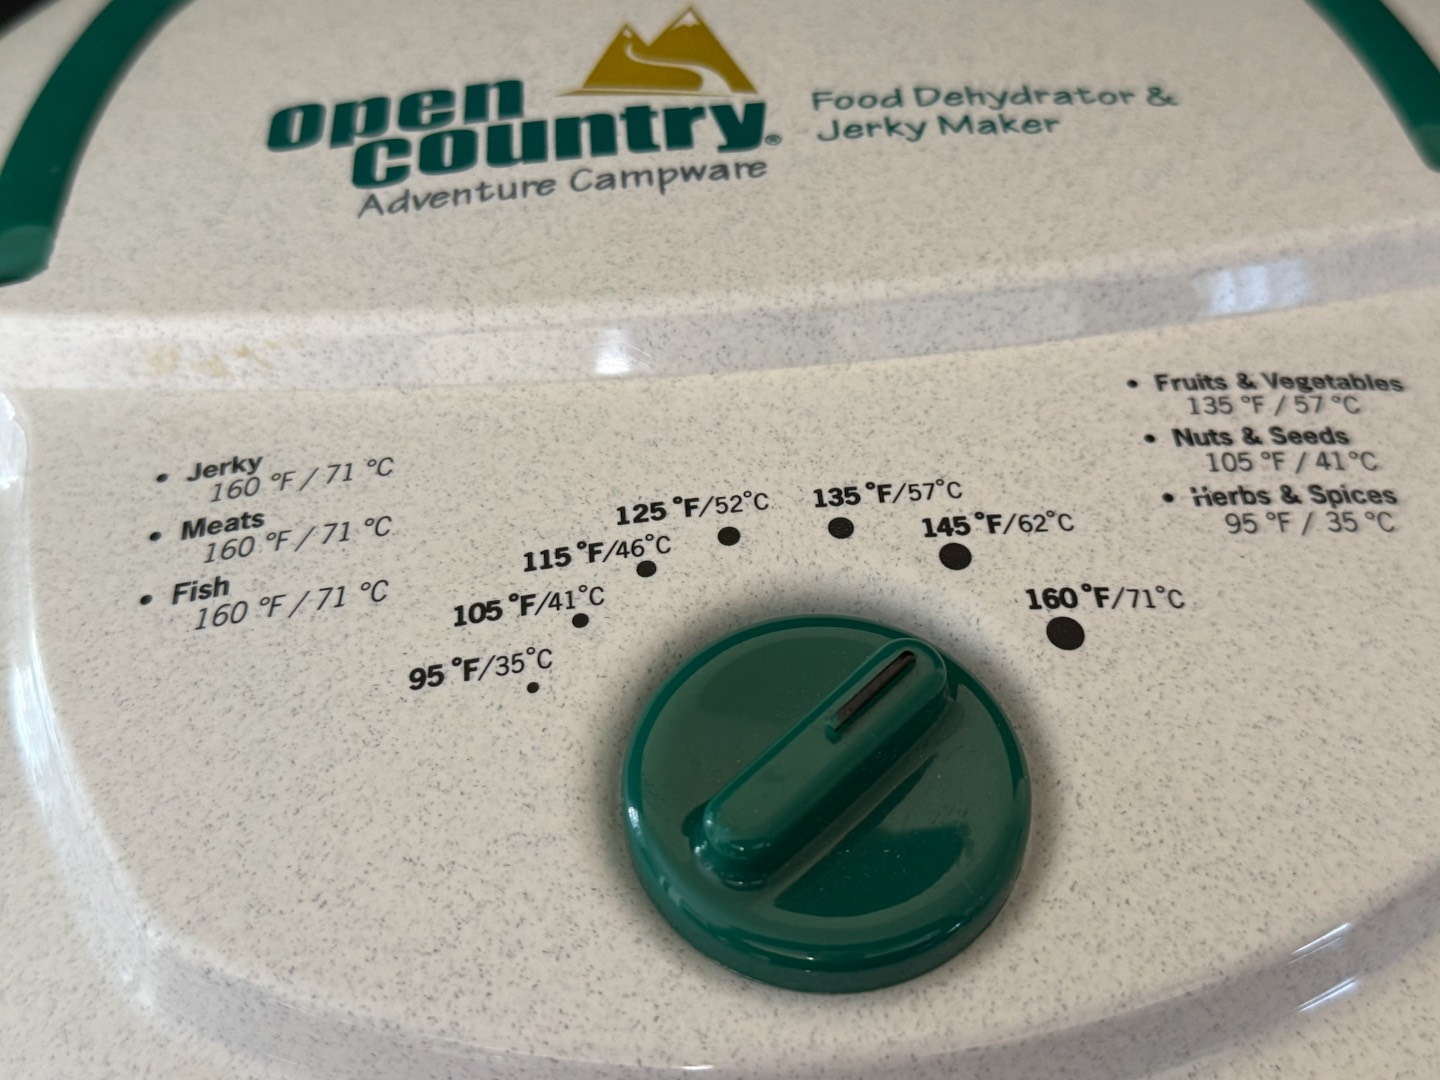 open
country®
Adventure Campware
Food Dehydrator &
Jerky Maker
• Jerky
160 °F / 71 °C
• Meats
160 °F / 71 °C
• Fish
160 °F / 71 °C
95 °F/35°C
105 °F/41°C
115 °F/46°C
125 °F/52°C
135 °F/57°C
145 °F/62°C
160 °F/71°C
• Fruits & Vegetables
135 °F / 57 °C
• Nuts & Seeds
105 °F / 41°C
• Herbs & Spices
95 °F / 35 °C